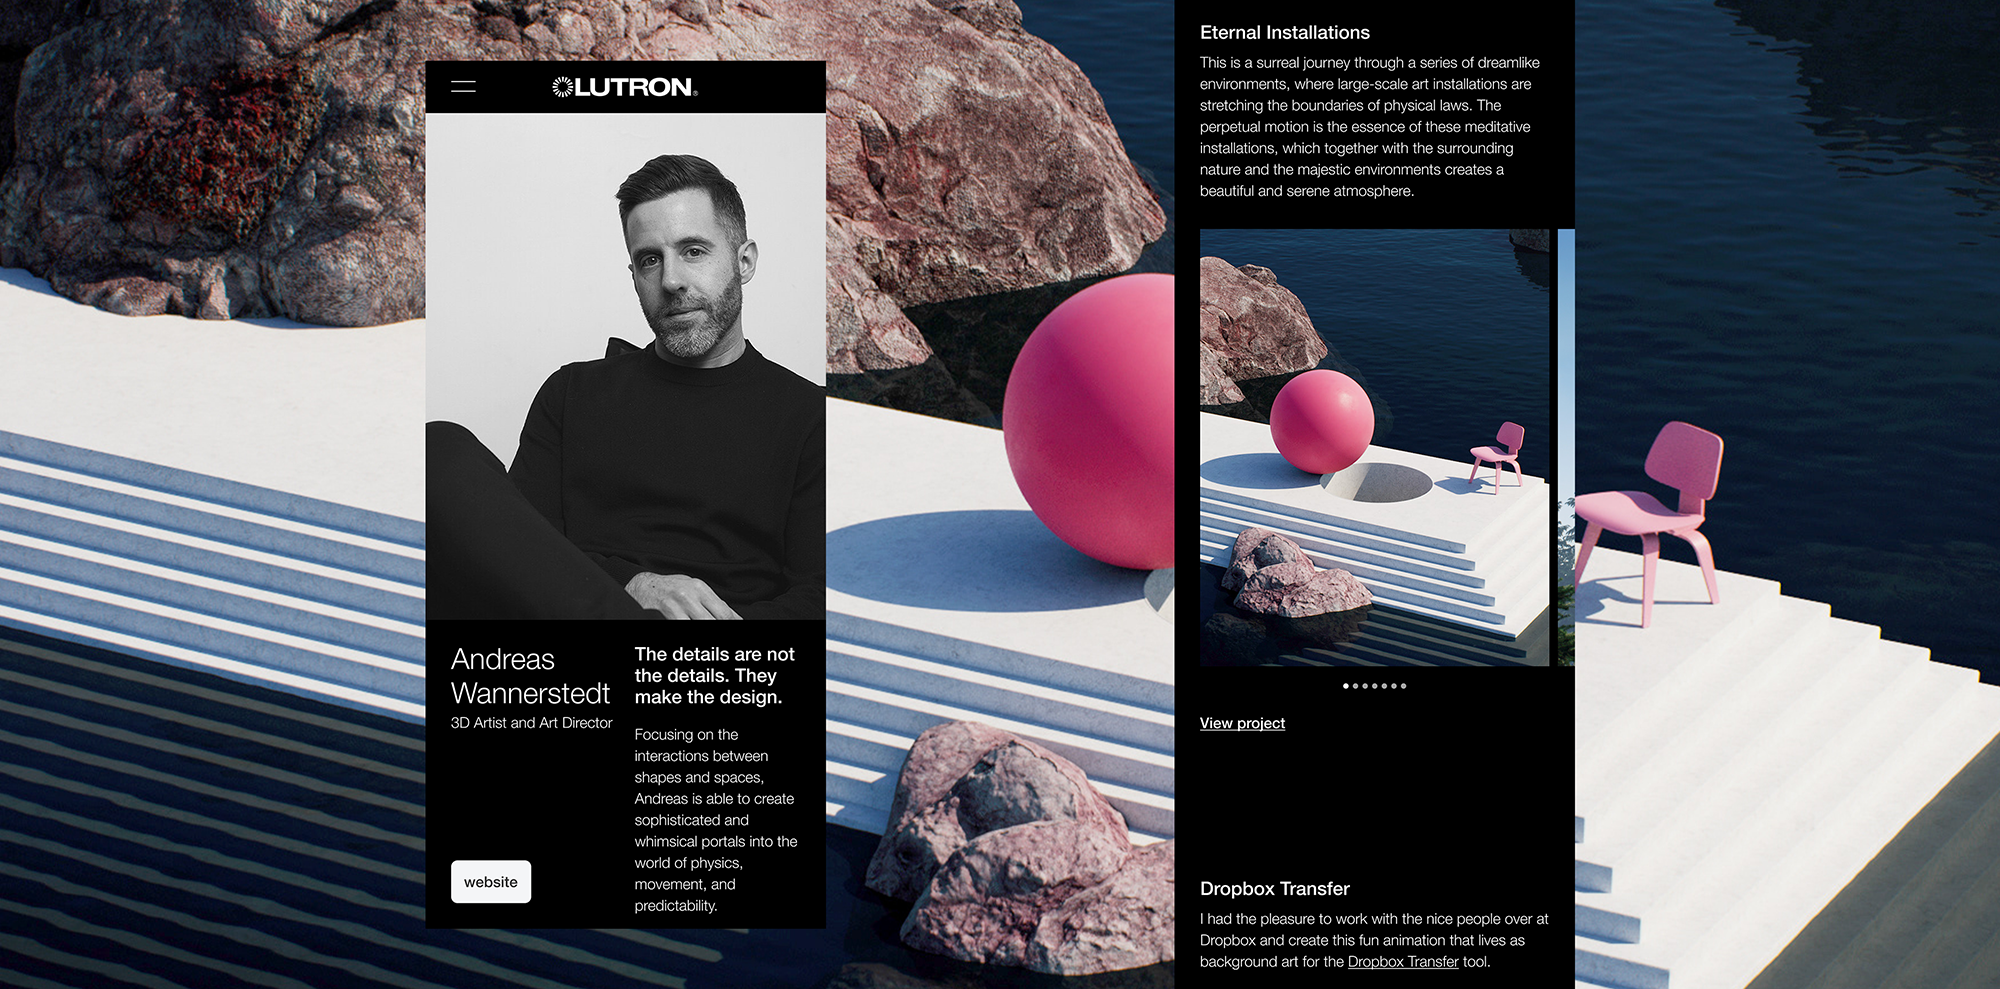 LUTRON
Andreas
Wannerstedt
3D Artist and Art Director
website
The details are not
the details. They
make the design.
Focusing on the
interactions between
shapes and spaces,
Andreas is able to create
sophisticated and
whimsical portals into the
world of physics,
movement, and
predictability.
Eternal Installations
This is a surreal journey through a series of dreamlike
environments, where large-scale art installations are
stretching the boundaries of physical laws. The
perpetual motion is the essence of these meditative
installations, which together with the surrounding
nature and the majestic environments creates a
beautiful and serene atmosphere.
View project
Dropbox Transfer
I had the pleasure to work with the nice people over at
Dropbox and create this fun animation that lives as
background art for the Dropbox Transfer tool.